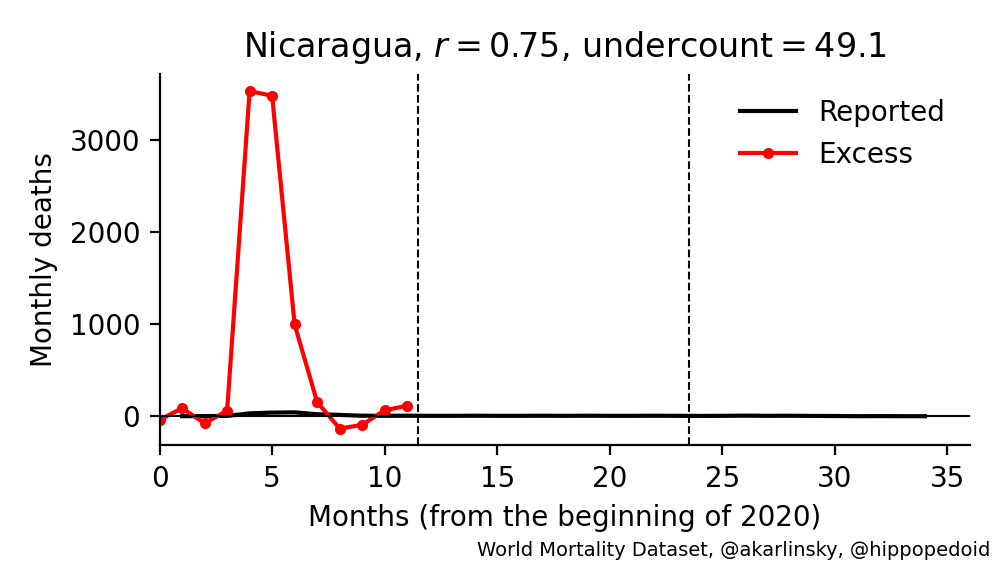 Nicaragua, r = 0.75, undercount = 49.1
Reported
Excess
Monthly deaths
3000
2000
1000
0
0 5 10 15 20 25 30 35
Months (from the beginning of 2020)
World Mortality Dataset, @akarlinsky, @hippopedoid